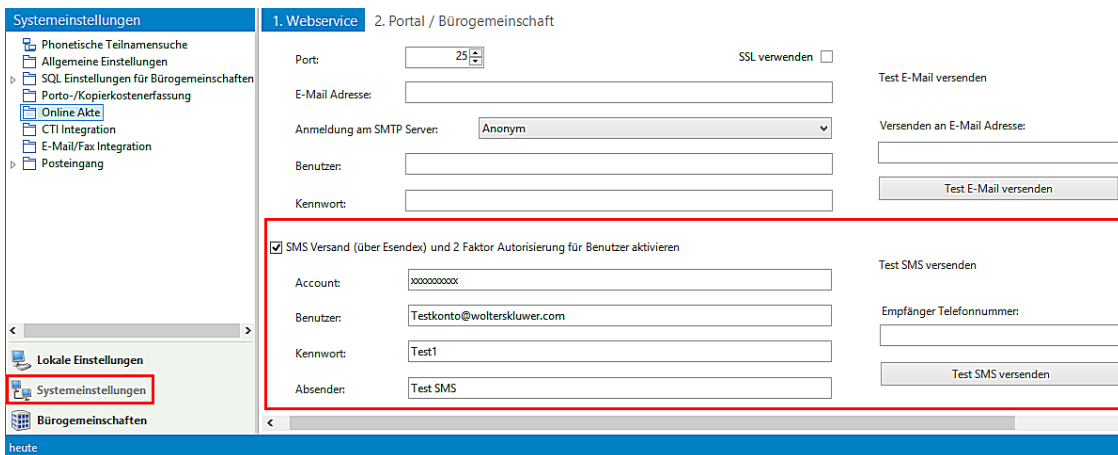 Systemeinstellungen
Phonetische Teilnamensuche
Allgemeine Einstellungen
SQL Einstellungen für Bürogemeinschaften
Porto-/Kopierkostenerfassung
Online Akte
CTI Integration
E-Mail/Fax Integration
Posteingang
Lokale Einstellungen
Systemeinstellungen
Bürogemeinschaften
heute
1. Webservice 2. Portal / Bürogemeinschaft
Port: 25 SSL verwenden
E-Mail Adresse:
Anmeldung am SMTP Server: Anonym
Benutzer:
Kennwort:
Test E-Mail versenden
Versenden an E-Mail Adresse:
Test E-Mail versenden
SMS Versand (über Esendex) und 2 Faktor Autorisierung für Benutzer aktivieren
Account: xxxxxxxxxx
Benutzer: Testkonto@wolterskluwer.com
Kennwort: Test1
Absender: Test SMS
Test SMS versenden
Empfänger Telefonnummer:
Test SMS versenden